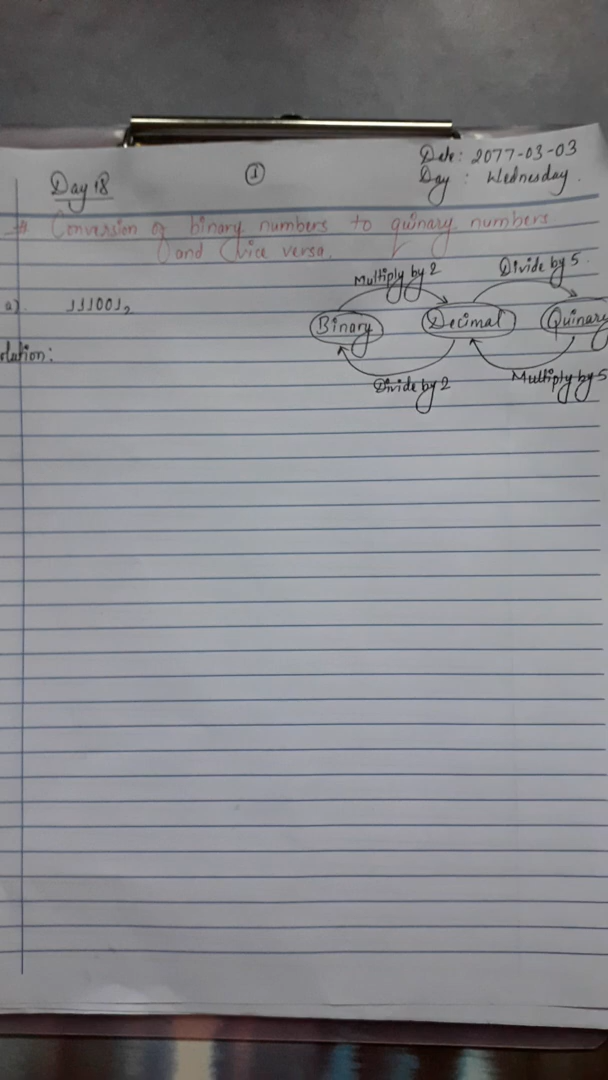 Date: 2077-03-03
Day 18
①
Day : Wednesday.
Conversion of binary numbers to quinary numbers
and vice versa.
Multiply by 2
Divide by 5.
a) 111001₂
Binary
Decimal
Quinary
olution:
Divide by 2
Multiply by 5